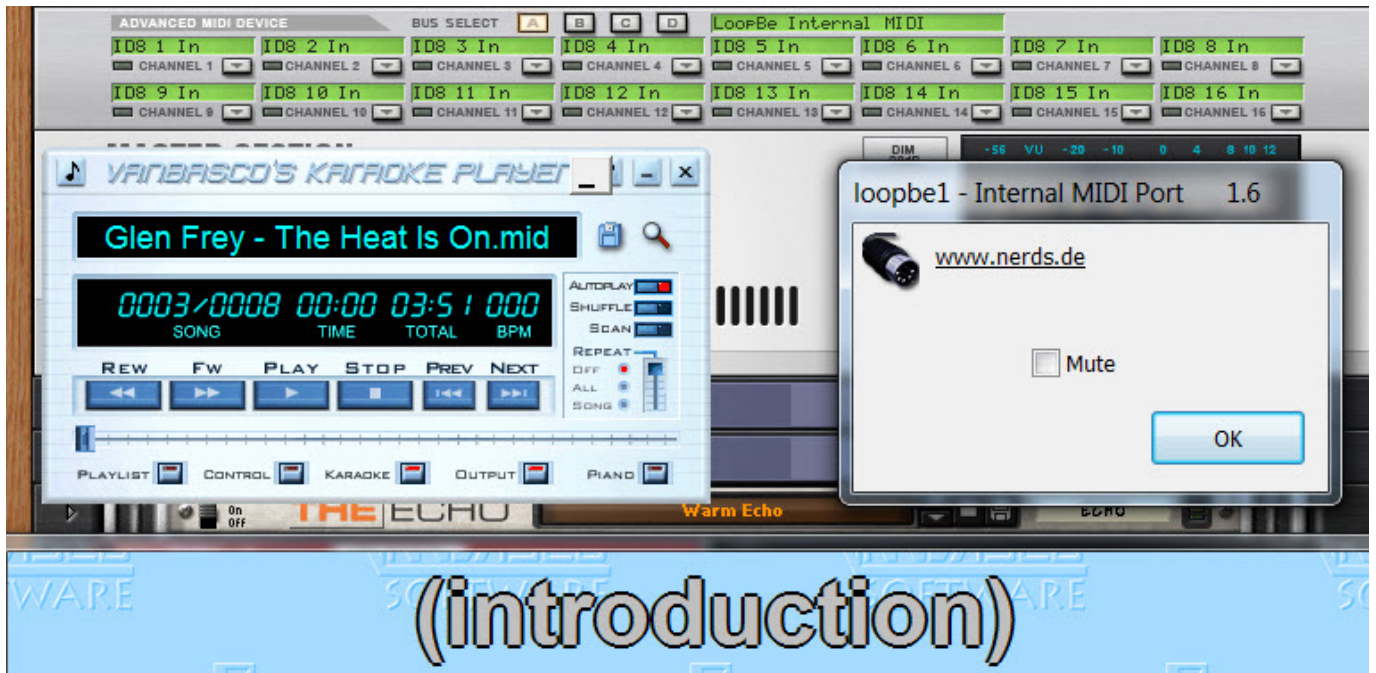 ADVANCED MIDI DEVICE BUS SELECT A B C D LoopBe Internal MIDI
ID8 1 In ID8 2 In ID8 3 In ID8 4 In ID8 5 In ID8 6 In ID8 7 In ID8 8 In
CHANNEL 1 CHANNEL 2 CHANNEL 3 CHANNEL 4 CHANNEL 5 CHANNEL 6 CHANNEL 7 CHANNEL 8
ID8 9 In ID8 10 In ID8 11 In ID8 12 In ID8 13 In ID8 14 In ID8 15 In ID8 16 In
CHANNEL 9 CHANNEL 10 CHANNEL 11 CHANNEL 12 CHANNEL 13 CHANNEL 14 CHANNEL 15 CHANNEL 16
DIM -56 VU -20 -10 0 4 8 10 12
VANBASCO'S KARAOKE PLAYER
Glen Frey - The Heat Is On.mid
0003/0008 00:00 03:51 000
SONG TIME TOTAL BPM
AUTOPLAY
SHUFFLE
SCAN
REPEAT
OFF
ALL
SONG
REW FW PLAY STOP PREV NEXT
PLAYLIST CONTROL KARAOKE OUTPUT PIANO
loopbe1 - Internal MIDI Port 1.6
www.nerds.de
Mute
OK
On
Off
THE ECHO
Warm Echo
ECHO
WARE SOFTWARE SOFTWARE SO
(introduction)